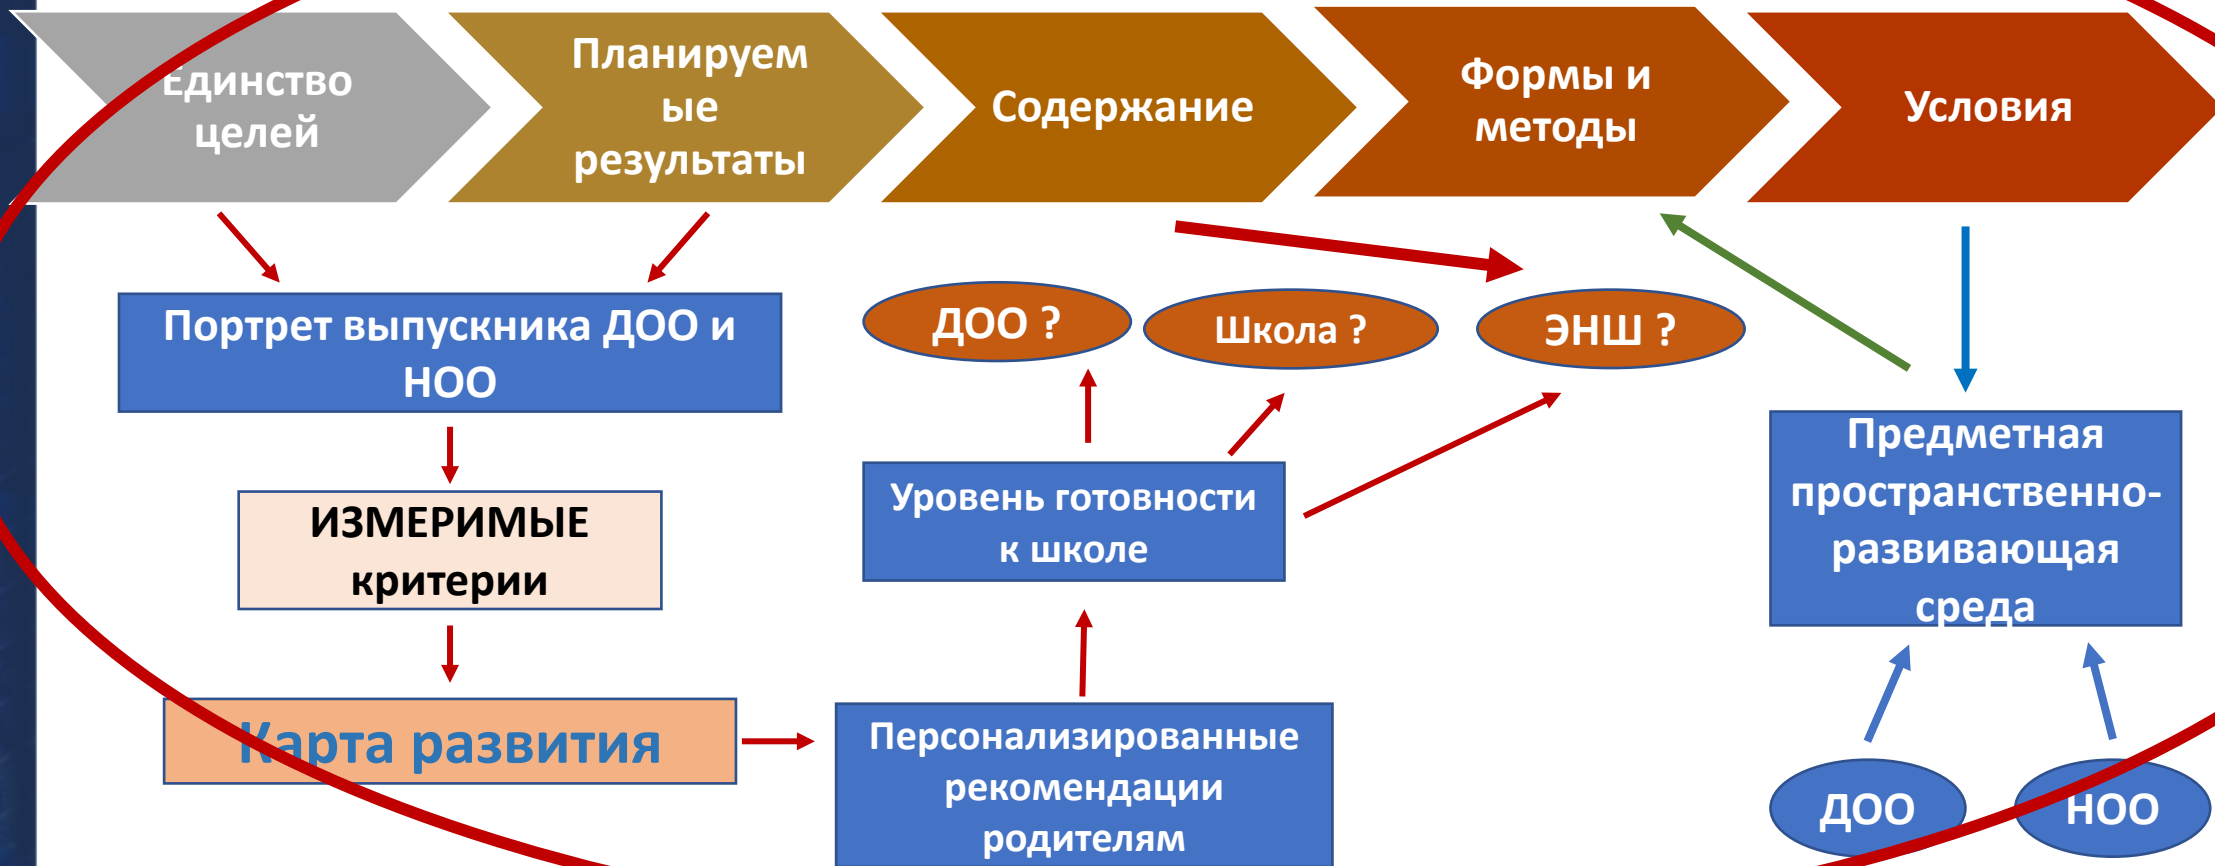 Единство
целей
Планируем
ые
результаты
Содержание
Формы и
методы
Условия
Портрет выпускника ДОО и
НОО
ДОО ?
Школа ?
ЭНШ ?
ИЗМЕРИМЫЕ
критерии
Уровень готовности
к школе
Предметная
пространственно-
развивающая
среда
Карта развития
Персонализированные
рекомендации
родителям
ДОО
НОО